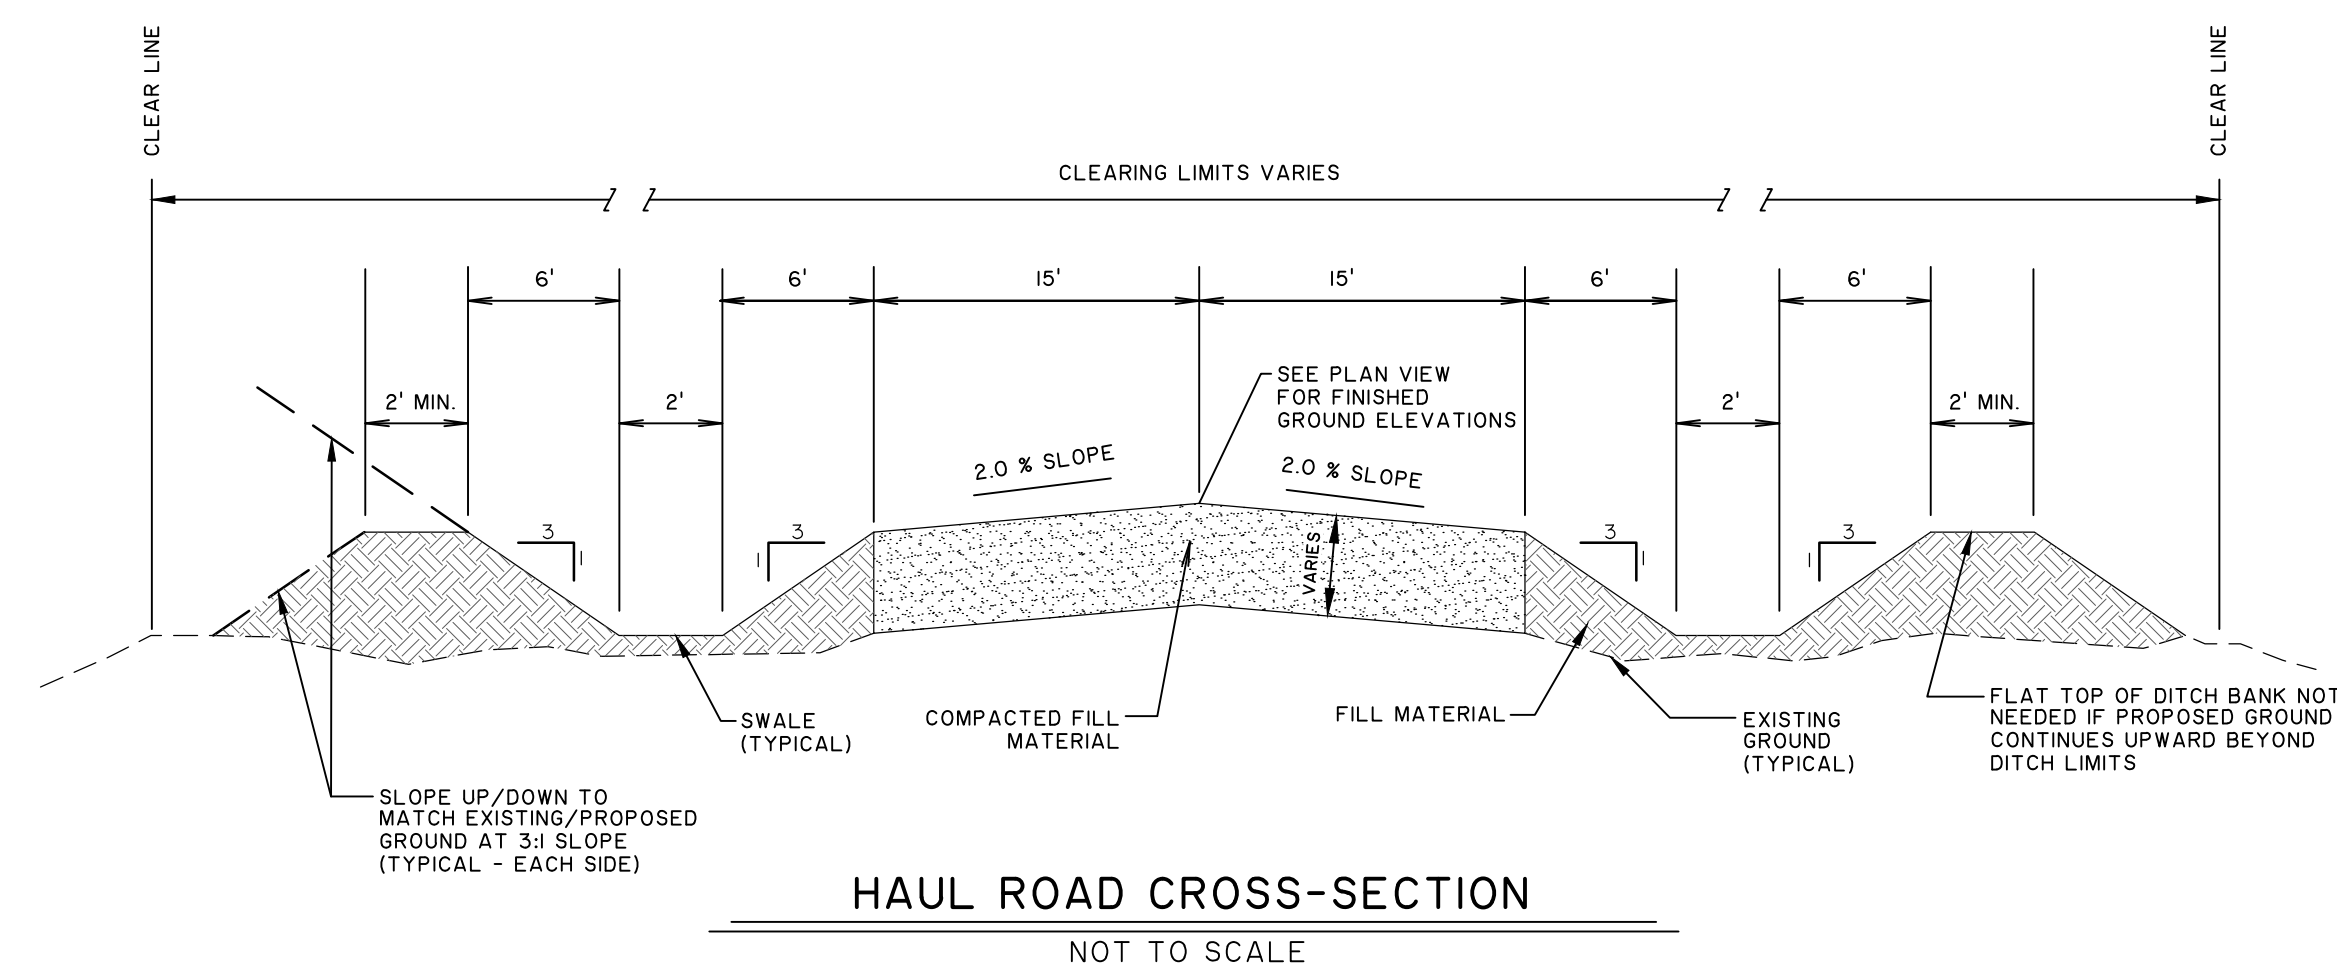 CLEAR LINE
CLEAR LINE
CLEARING LIMITS VARIES
6'
6'
15'
15'
6'
6'
2' MIN.
2'
2'
2' MIN.
SEE PLAN VIEW
FOR FINISHED
GROUND ELEVATIONS
2.0 % SLOPE
2.0 % SLOPE
3
1
3
1
3
1
3
1
VARIES
SWALE
(TYPICAL)
COMPACTED FILL
MATERIAL
FILL MATERIAL
EXISTING
GROUND
(TYPICAL)
FLAT TOP OF DITCH BANK NOT
NEEDED IF PROPOSED GROUND
CONTINUES UPWARD BEYOND
DITCH LIMITS
SLOPE UP/DOWN TO
MATCH EXISTING/PROPOSED
GROUND AT 3:1 SLOPE
(TYPICAL - EACH SIDE)
HAUL ROAD CROSS-SECTION
NOT TO SCALE